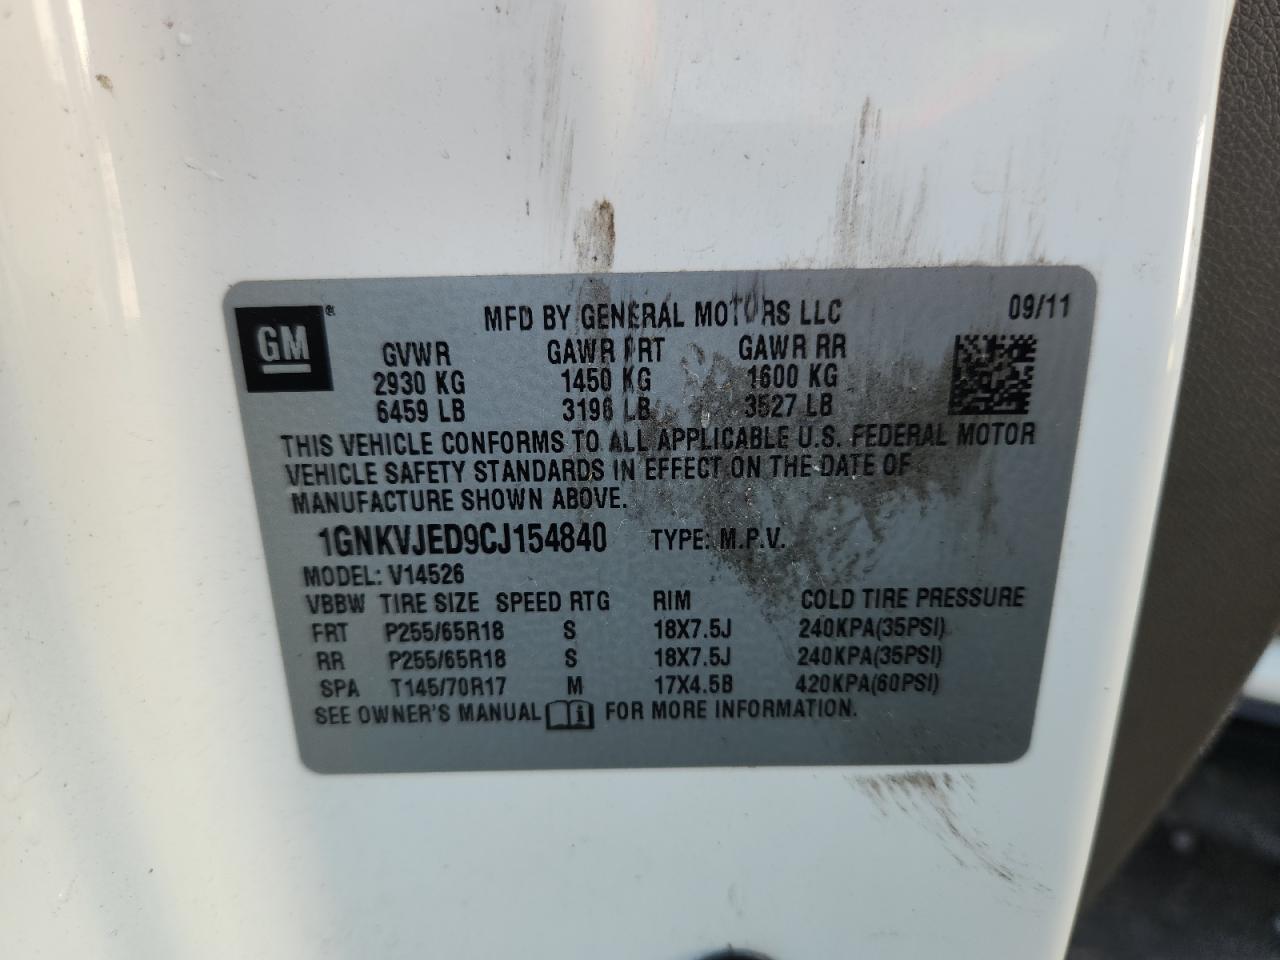 GM ®
MFD BY GENERAL MOTORS LLC 09/11
GVWR GAWR FRT GAWR RR
2930 KG 1450 KG 1600 KG
6459 LB 3196 LB 3527 LB
THIS VEHICLE CONFORMS TO ALL APPLICABLE U.S. FEDERAL MOTOR
VEHICLE SAFETY STANDARDS IN EFFECT ON THE DATE OF
MANUFACTURE SHOWN ABOVE.
1GNKVJED9CJ154840 TYPE: M.P.V.
MODEL: V14526
VBBW TIRE SIZE SPEED RTG RIM COLD TIRE PRESSURE
FRT P255/65R18 S 18X7.5J 240KPA(35PSI)
RR P255/65R18 S 18X7.5J 240KPA(35PSI)
SPA T145/70R17 M 17X4.5B 420KPA(60PSI)
SEE OWNER'S MANUAL i FOR MORE INFORMATION.